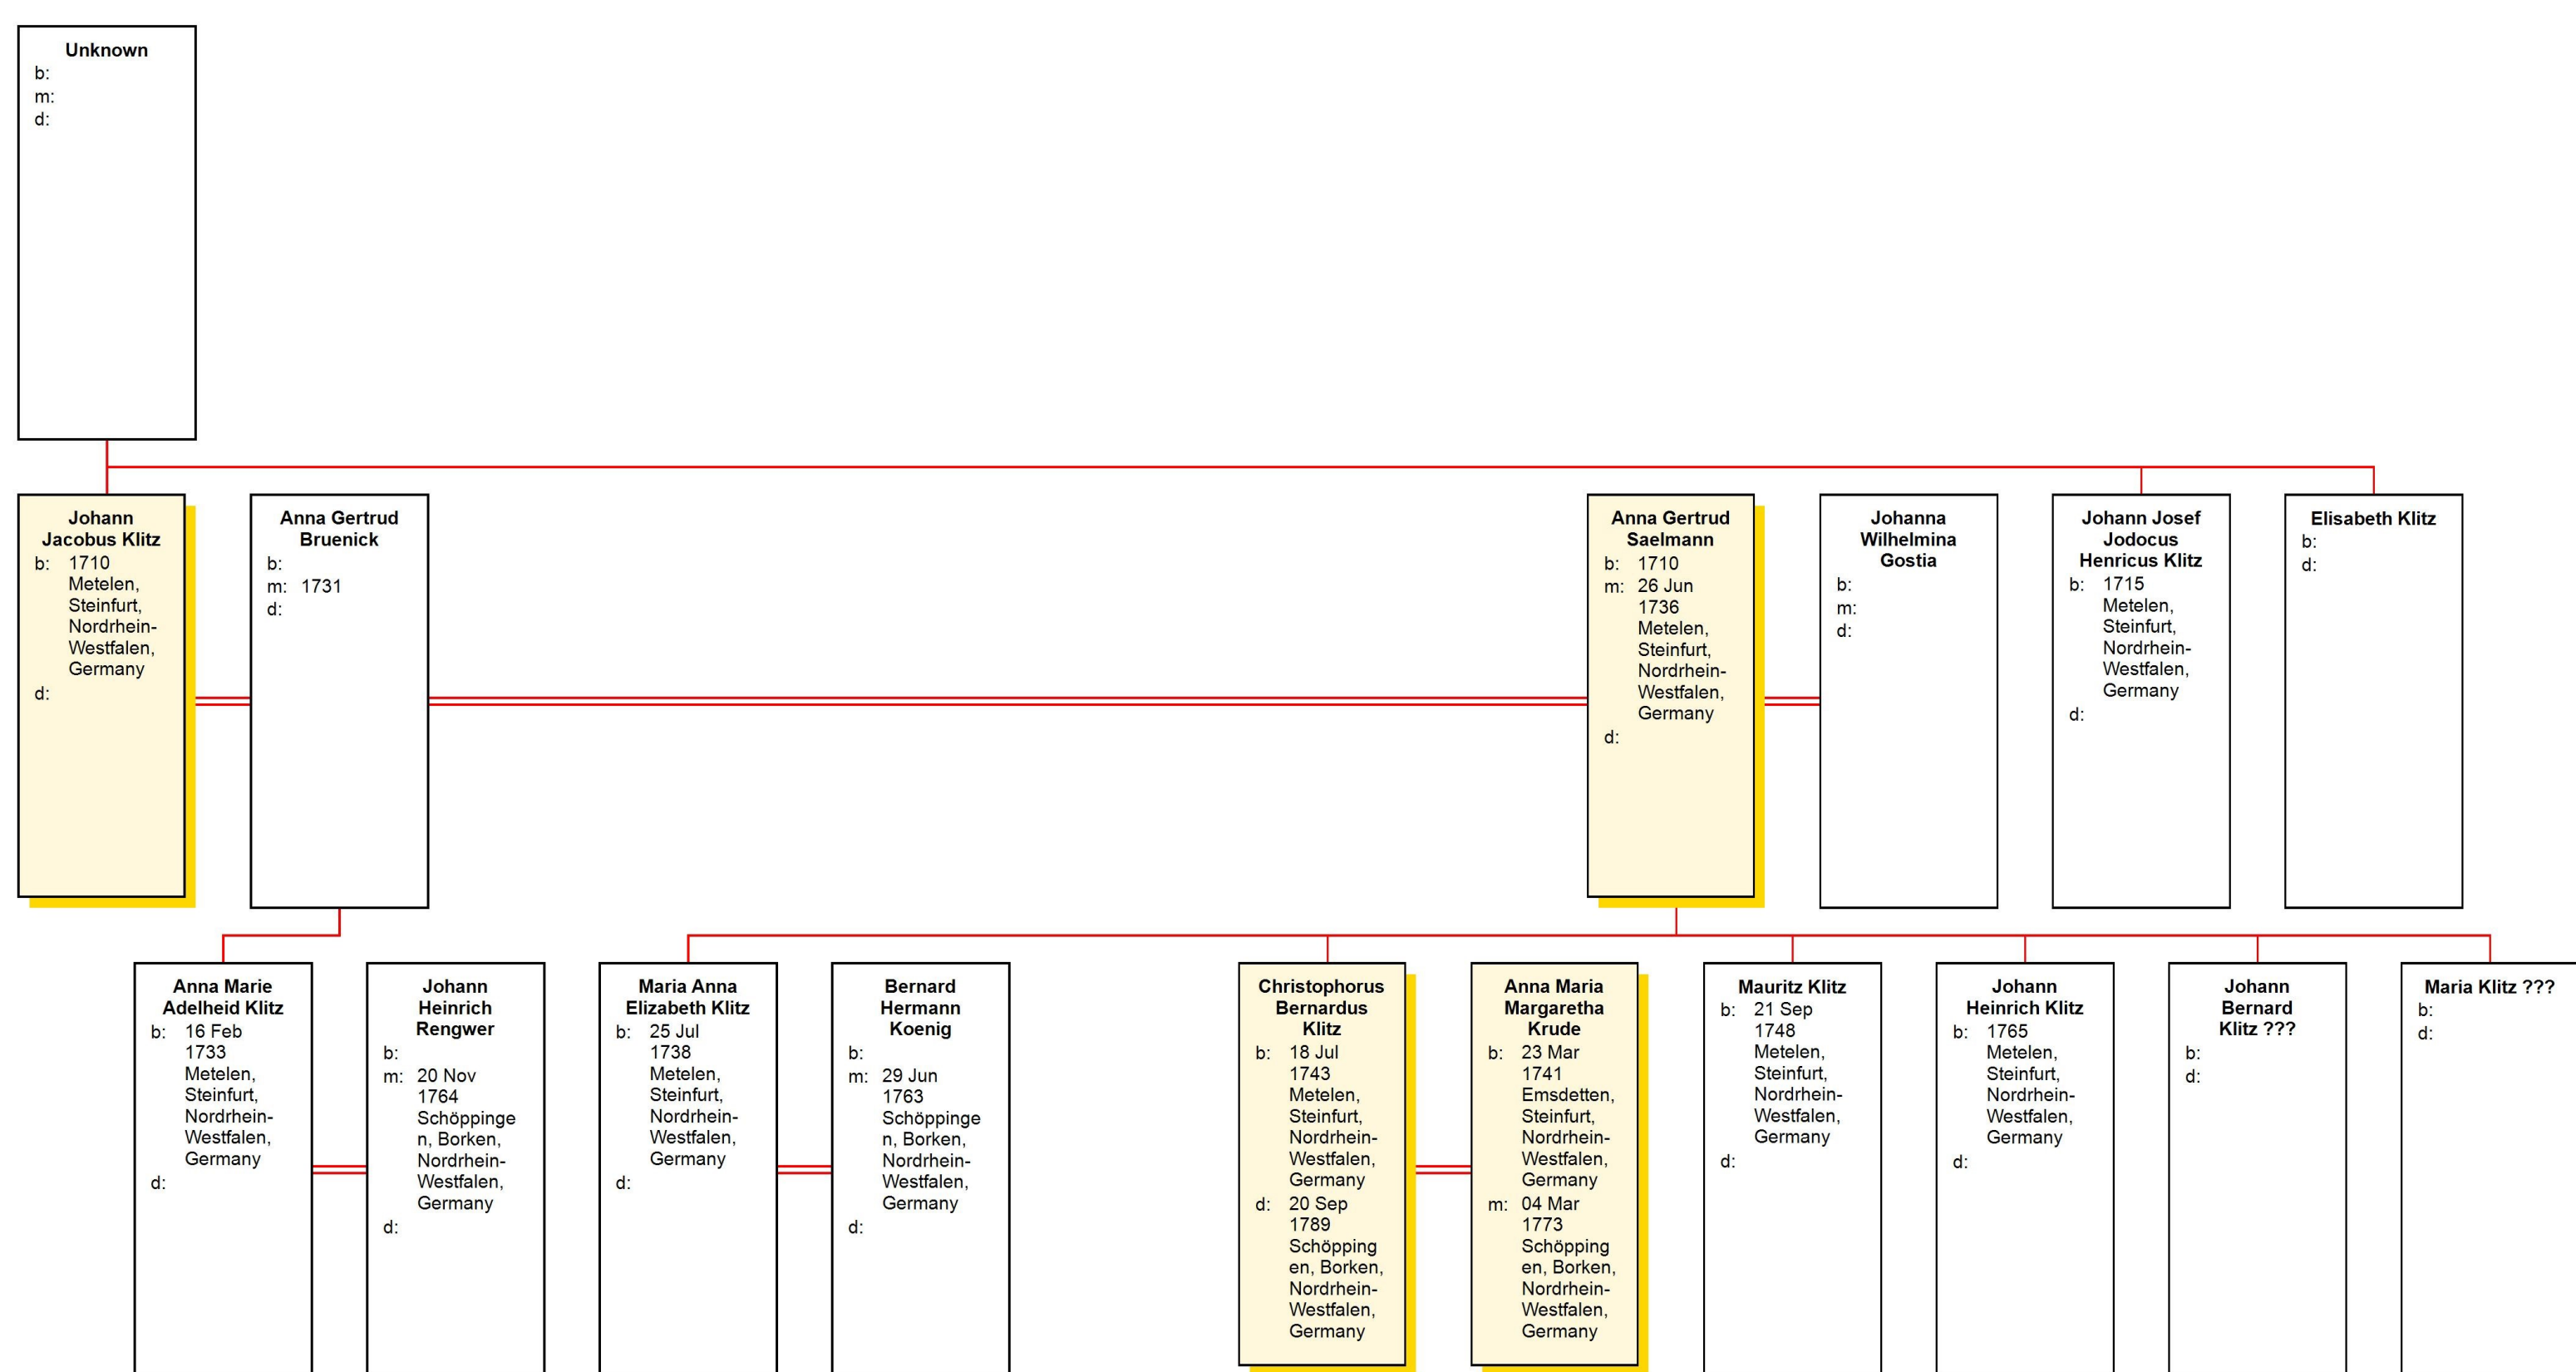 Unknown
b:
m:
d:
Johann
Jacobus Klitz
b: 1710
Metelen,
Steinfurt,
Nordrhein-
Westfalen,
Germany
d:
Anna Gertrud
Bruenick
b:
m: 1731
d:
Anna Gertrud
Saelmann
b: 1710
m: 26 Jun
1736
Metelen,
Steinfurt,
Nordrhein-
Westfalen,
Germany
d:
Johanna
Wilhelmina
Gostia
b:
m:
d:
Johann Josef
Jodocus
Henricus Klitz
b: 1715
Metelen,
Steinfurt,
Nordrhein-
Westfalen,
Germany
d:
Elisabeth Klitz
b:
d:
Anna Marie
Adelheid Klitz
b: 16 Feb
1733
Metelen,
Steinfurt,
Nordrhein-
Westfalen,
Germany
d:
Johann
Heinrich
Rengwer
b:
m: 20 Nov
1764
Schöppinge
n, Borken,
Nordrhein-
Westfalen,
Germany
d:
Maria Anna
Elizabeth Klitz
b: 25 Jul
1738
Metelen,
Steinfurt,
Nordrhein-
Westfalen,
Germany
d:
Bernard
Hermann
Koenig
b:
m: 29 Jun
1763
Schöppinge
n, Borken,
Nordrhein-
Westfalen,
Germany
d:
Christophorus
Bernardus
Klitz
b: 18 Jul
1743
Metelen,
Steinfurt,
Nordrhein-
Westfalen,
Germany
d: 20 Sep
1789
Schöpping
en, Borken,
Nordrhein-
Westfalen,
Germany
Anna Maria
Margaretha
Krude
b: 23 Mar
1741
Emsdetten,
Steinfurt,
Nordrhein-
Westfalen,
Germany
m: 04 Mar
1773
Schöpping
en, Borken,
Nordrhein-
Westfalen,
Germany
Mauritz Klitz
b: 21 Sep
1748
Metelen,
Steinfurt,
Nordrhein-
Westfalen,
Germany
d:
Johann
Heinrich Klitz
b: 1765
Metelen,
Steinfurt,
Nordrhein-
Westfalen,
Germany
d:
Johann
Bernard
Klitz ???
b:
d:
Maria Klitz ???
b:
d: